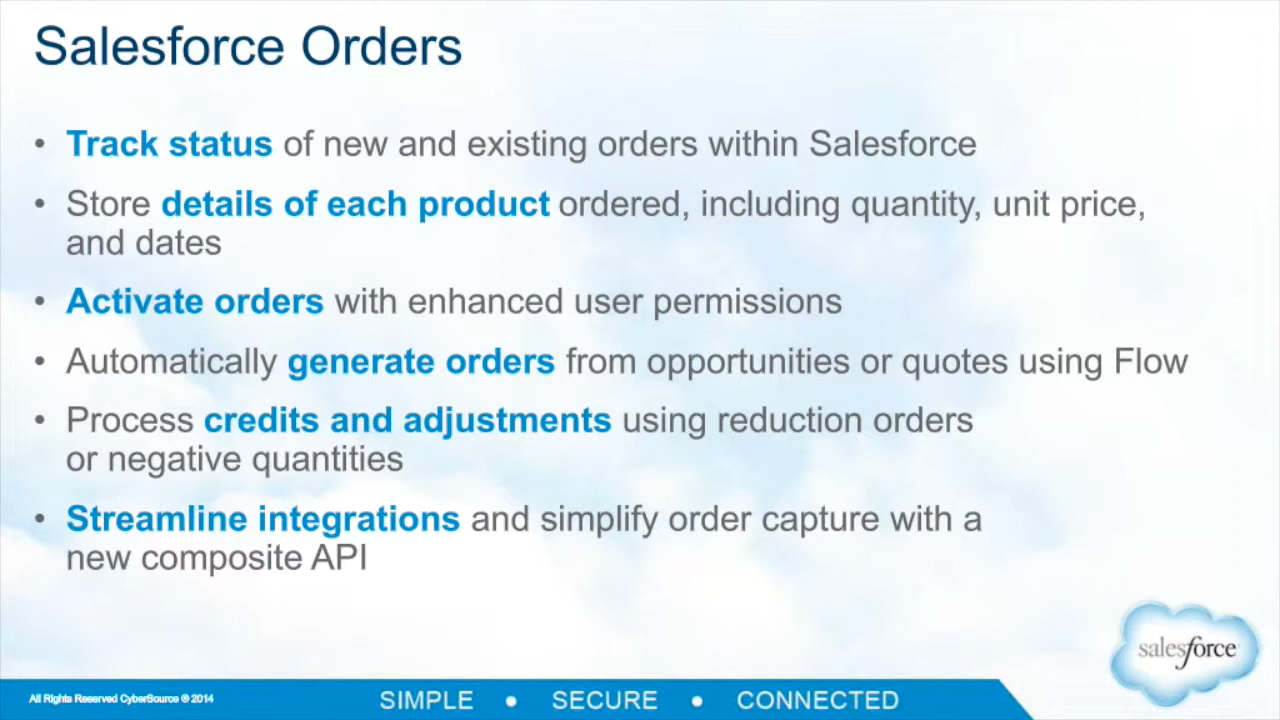 Salesforce Orders
• Track status of new and existing orders within Salesforce
• Store details of each product ordered, including quantity, unit price,
and dates
• Activate orders with enhanced user permissions
• Automatically generate orders from opportunities or quotes using Flow
• Process credits and adjustments using reduction orders
or negative quantities
• Streamline integrations and simplify order capture with a
new composite API
salesforce
All Rights Reserved CyberSource ® 2014
SIMPLE • SECURE • CONNECTED